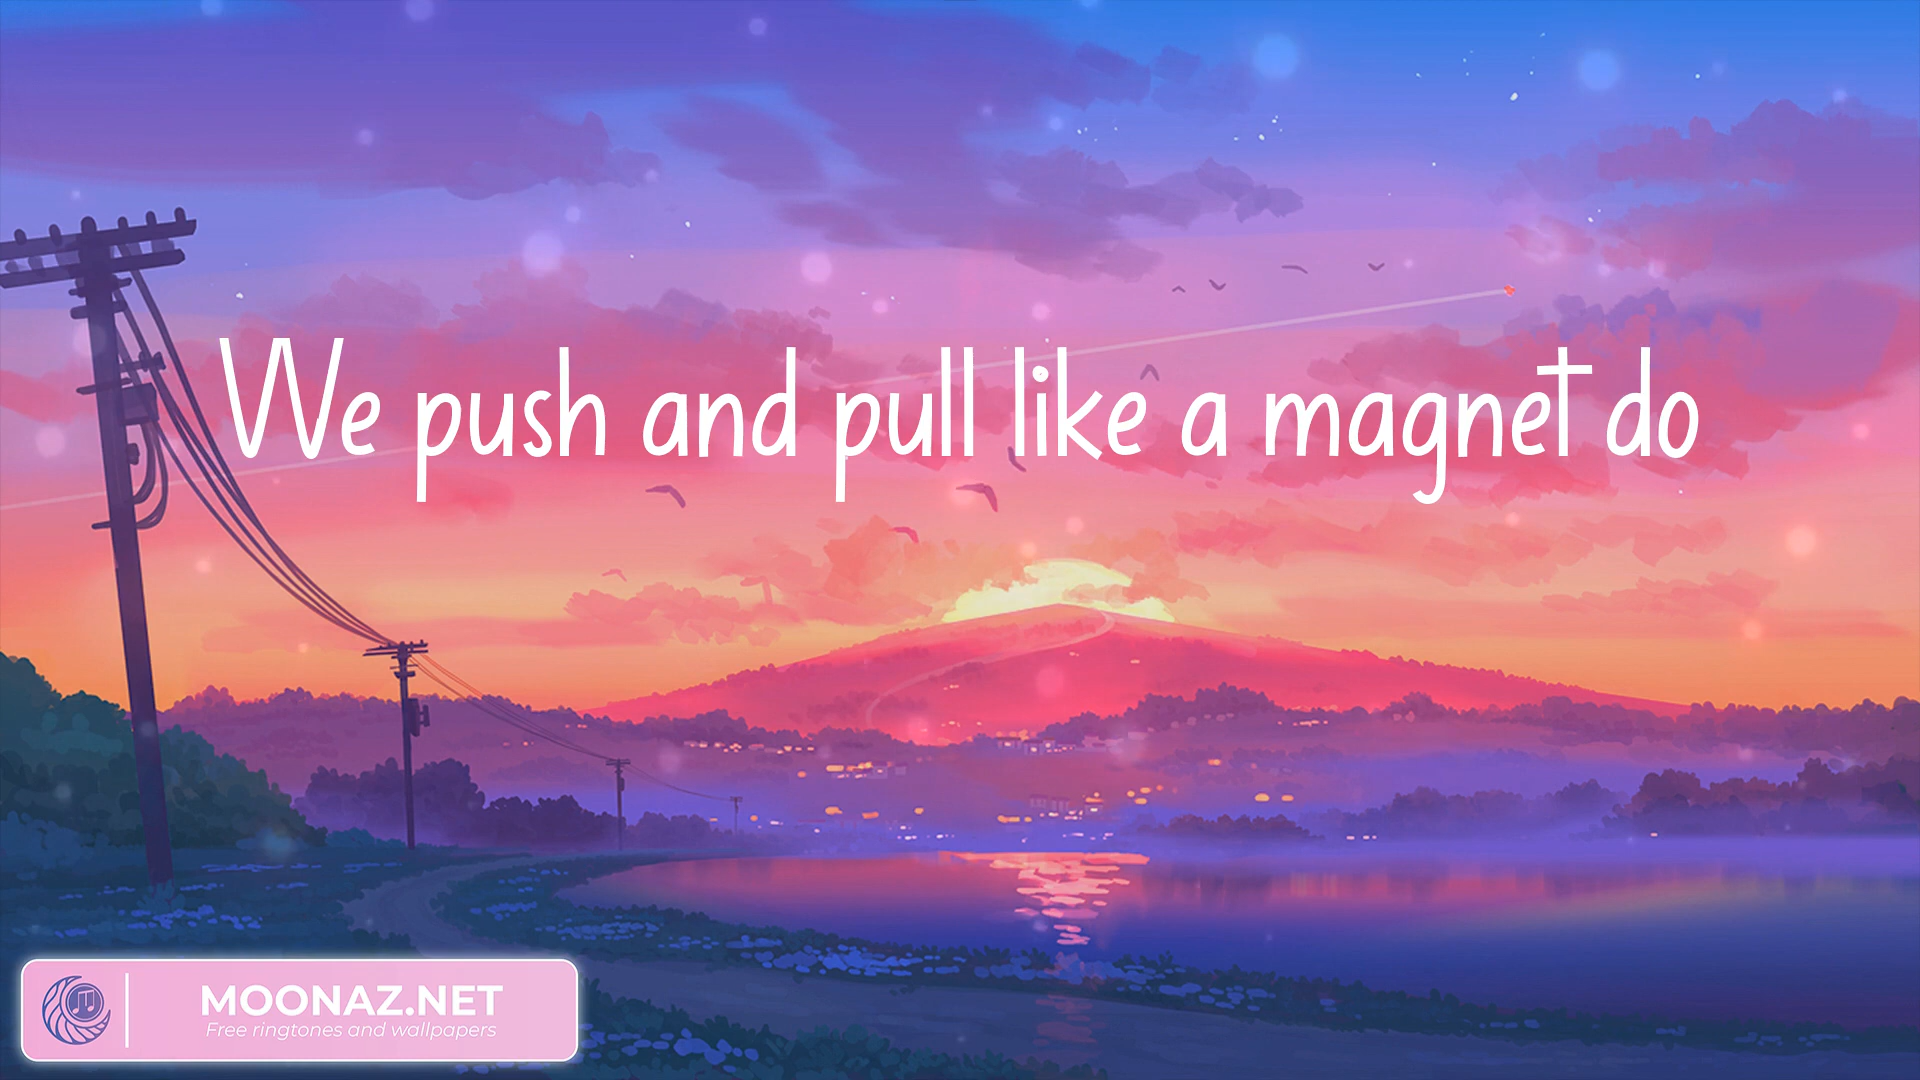 We push and pull like a magnet do
MOONAZ.NET
Free ringtones and wallpapers